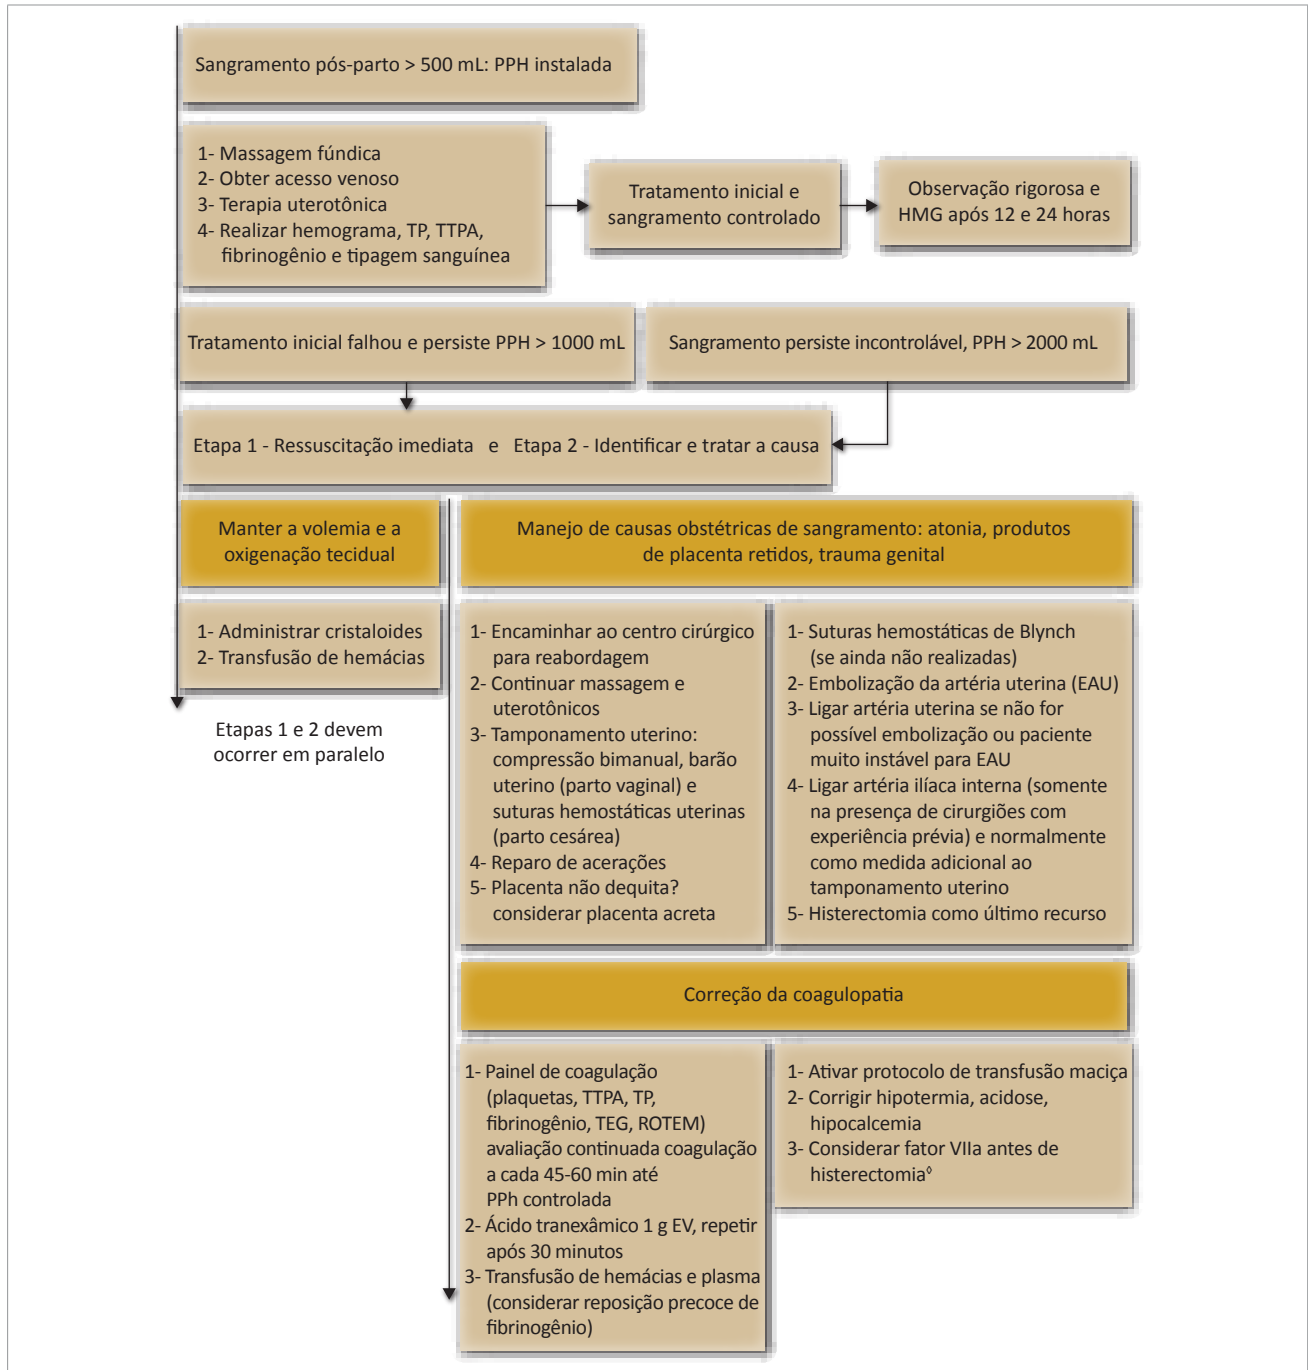 Sangramento pós-parto > 500 mL: PPH instalada
1- Massagem fúndica
2- Obter acesso venoso
3- Terapia uterotônica
4- Realizar hemograma, TP, TTPA,
fibrinogênio e tipagem sanguínea
Tratamento inicial e
sangramento controlado
Observação rigorosa e
HMG após 12 e 24 horas
Tratamento inicial falhou e persiste PPH > 1000 mL
Sangramento persiste incontrolável, PPH > 2000 mL
Etapa 1 - Ressuscitação imediata e Etapa 2 - Identificar e tratar a causa
Manter a volemia e a
oxigenação tecidual
Manejo de causas obstétricas de sangramento: atonia, produtos
de placenta retidos, trauma genital
1- Administrar cristaloides
2- Transfusão de hemácias
Etapas 1 e 2 devem
ocorrer em paralelo
1- Encaminhar ao centro cirúrgico
para reabordagem
2- Continuar massagem e
uterotônicos
3- Tamponamento uterino:
compressão bimanual, barão
uterino (parto vaginal) e
suturas hemostáticas uterinas
(parto cesárea)
4- Reparo de acerações
5- Placenta não dequita?
considerar placenta acreta
1- Suturas hemostáticas de Blynch
(se ainda não realizadas)
2- Embolização da artéria uterina (EAU)
3- Ligar artéria uterina se não for
possível embolização ou paciente
muito instável para EAU
4- Ligar artéria ilíaca interna (somente
na presença de cirurgiões com
experiência prévia) e normalmente
como medida adicional ao
tamponamento uterino
5- Histerectomia como último recurso
Correção da coagulopatia
1- Painel de coagulação
(plaquetas, TTPA, TP,
fibrinogênio, TEG, ROTEM)
avaliação continuada coagulação
a cada 45-60 min até
PPh controlada
2- Ácido tranexâmico 1 g EV, repetir
após 30 minutos
3- Transfusão de hemácias e plasma
(considerar reposição precoce de
fibrinogênio)
1- Ativar protocolo de transfusão maciça
2- Corrigir hipotermia, acidose,
hipocalcemia
3- Considerar fator VIIa antes de
histerectomia◊